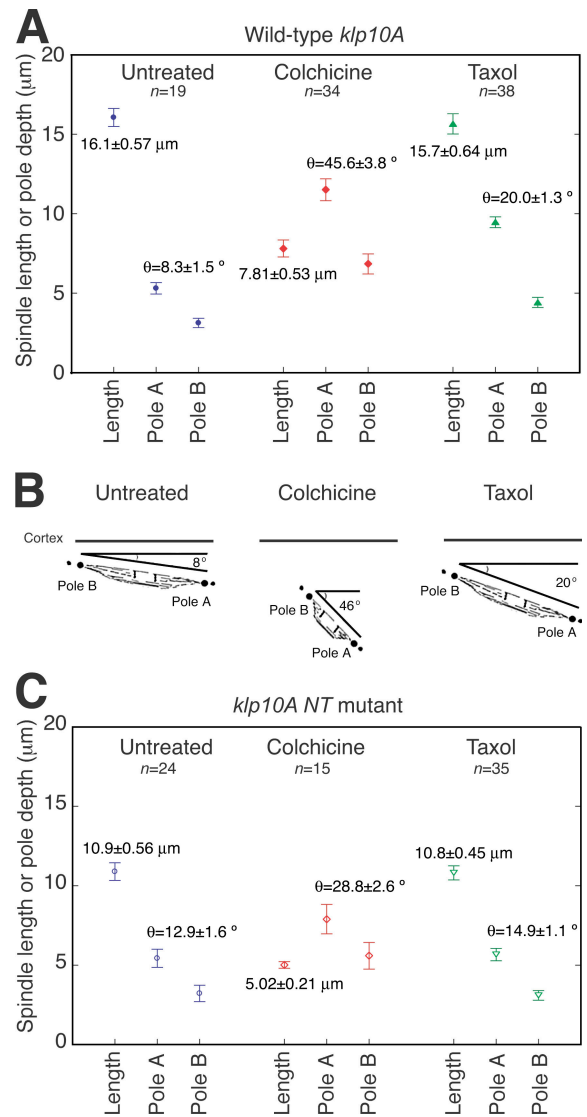 A
Wild-type klp10A
Spindle length or pole depth (μm)
20
15
10
5
0
Untreated
n=19
Colchicine
n=34
Taxol
n=38
16.1±0.57 μm
θ=8.3±1.5 °
7.81±0.53 μm
θ=45.6±3.8 °
15.7±0.64 μm
θ=20.0±1.3 °
Length
Pole A
Pole B
Length
Pole A
Pole B
Length
Pole A
Pole B
B
Untreated
Colchicine
Taxol
Cortex
8°
Pole B
Pole A
46°
Pole B
Pole A
20°
Pole B
Pole A
C
klp10A NT mutant
Spindle length or pole depth (μm)
20
15
10
5
0
Untreated
n=24
Colchicine
n=15
Taxol
n=35
10.9±0.56 μm
θ=12.9±1.6 °
5.02±0.21 μm
θ=28.8±2.6 °
10.8±0.45 μm
θ=14.9±1.1 °
Length
Pole A
Pole B
Length
Pole A
Pole B
Length
Pole A
Pole B